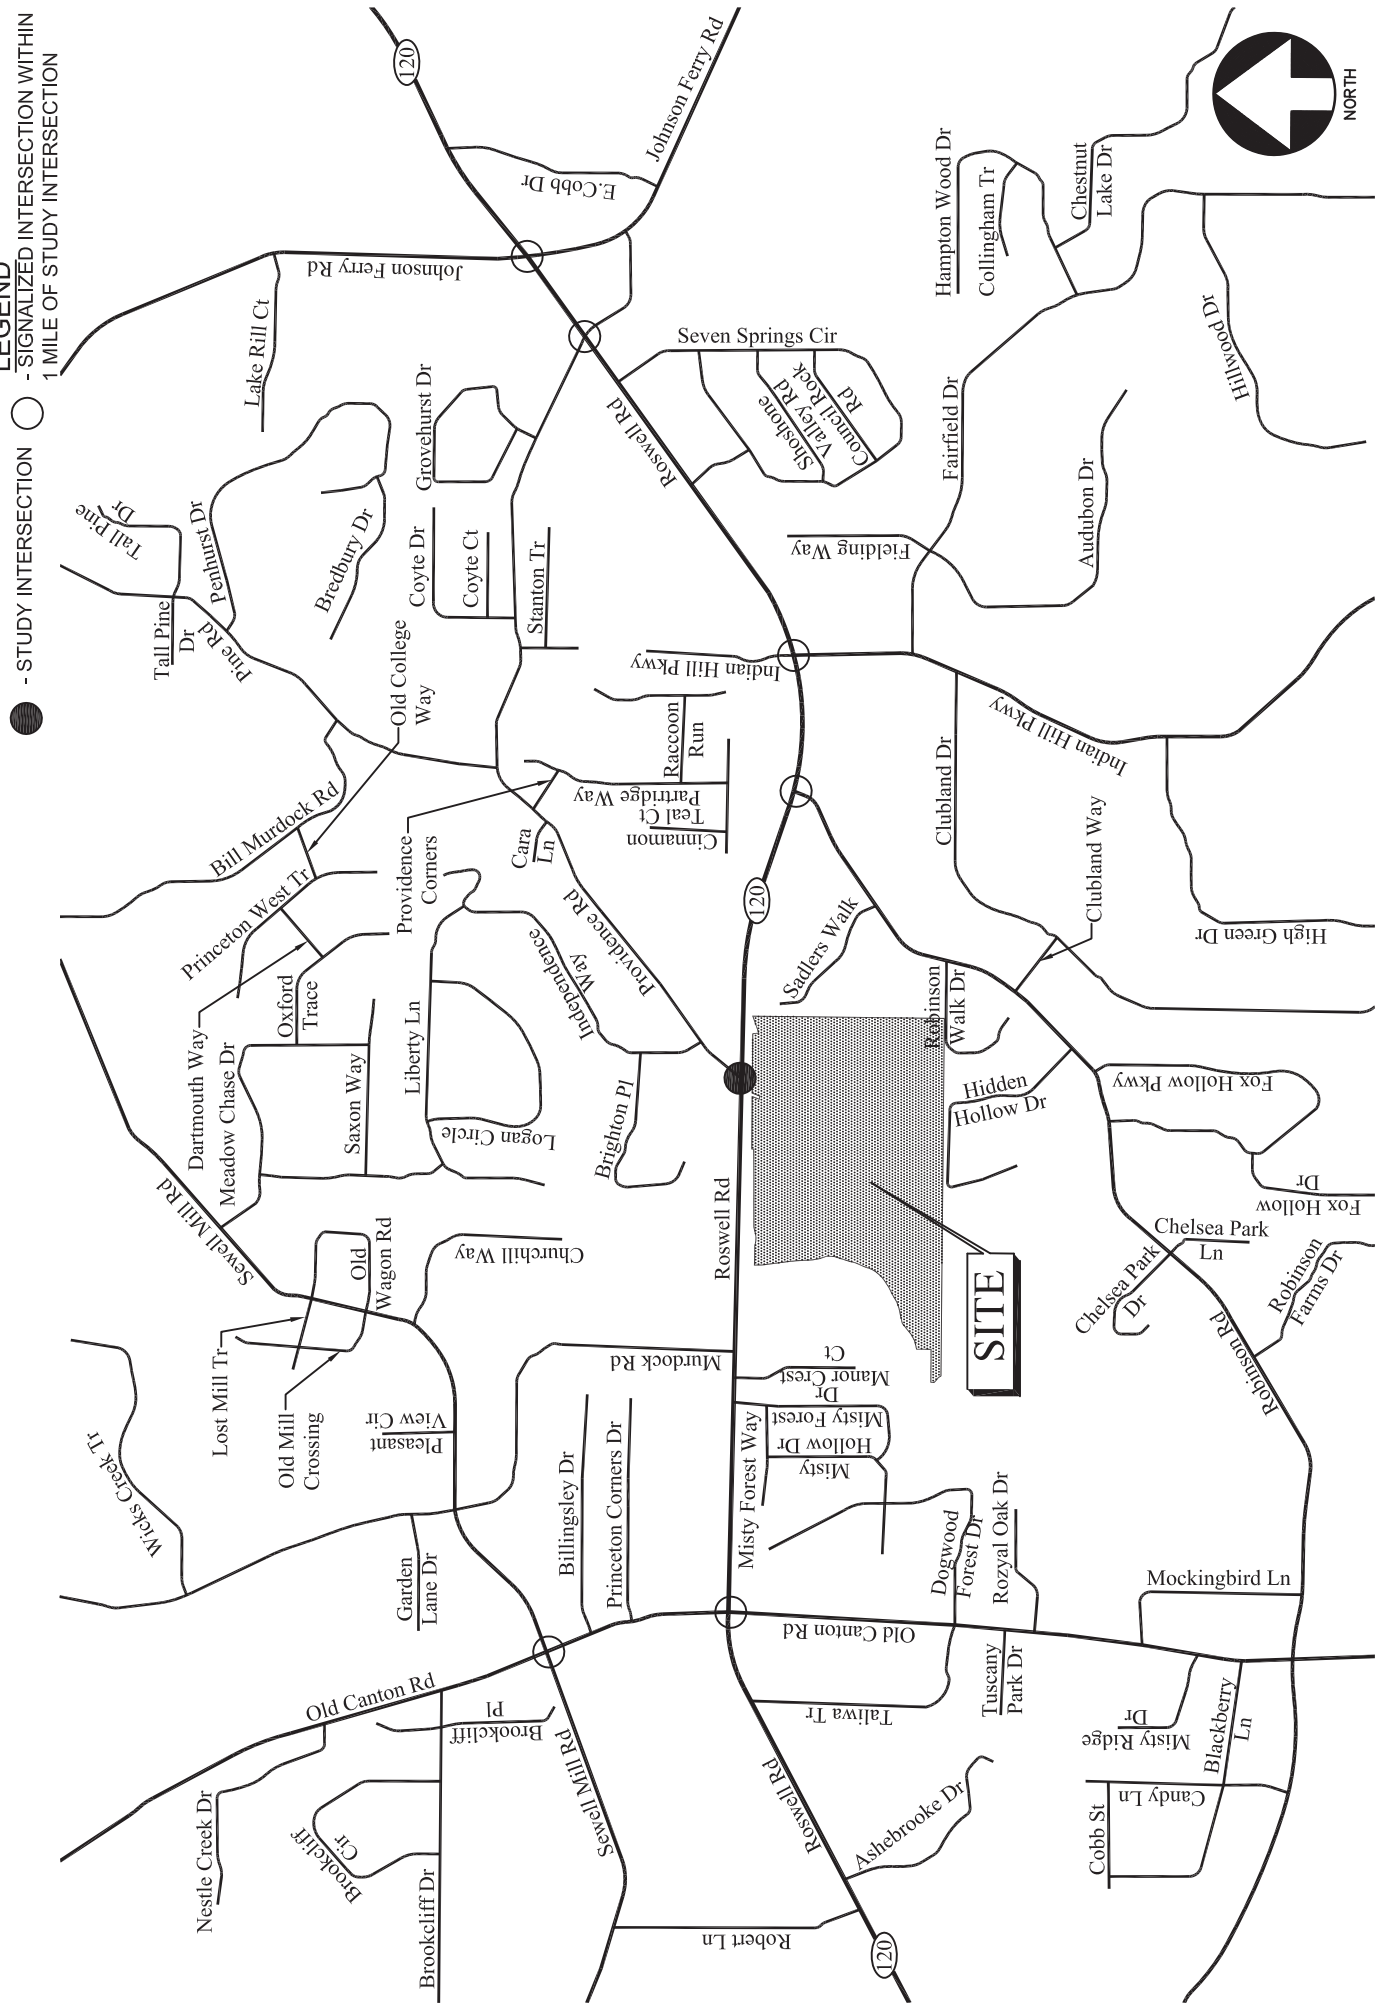 LEGEND
- STUDY INTERSECTION
- SIGNALIZED INTERSECTION WITHIN
1 MILE OF STUDY INTERSECTION
NORTH
120
Johnson Ferry Rd
E.Cobb Dr
Johnson Ferry Rd
Lake Rill Ct
Seven Springs Cir
Shoshone
Valley Rd
Council Rock
Rd
Roswell Rd
Hampton Wood Dr
Collingham Tr
Chestnut
Lake Dr
Hillwood Dr
Fairfield Dr
Audubon Dr
Fielding Way
Grovehurst Dr
Tall Pine
Dr
Penhurst Dr
Bredbury Dr
Coyte Dr
Coyte Ct
Stanton Tr
Tall Pine
Dr
Pine Rd
Old College
Way
Indian Hill Pkwy
Indian Hill Pkwy
Raccoon
Run
Partridge Way
Cinnamon
Teal Ct
Clubland Dr
Clubland Way
High Green Dr
Bill Murdock Rd
Princeton West Tr
Providence
Corners
Cara
Ln
Providence Rd
Independence
Way
120
Sadlers Walk
Robinson
Walk Dr
Hidden
Hollow Dr
Fox Hollow Pkwy
Fox Hollow
Dr
Oxford
Trace
Dartmouth Way
Meadow Chase Dr
Saxon Way
Liberty Ln
Logan Circle
Brighton Pl
Roswell Rd
Sewell Mill Rd
Old
Wagon Rd
Churchill Way
Lost Mill Tr
Old Mill
Crossing
Pleasant
View Cir
Murdock Rd
SITE
Manor Crest
Ct
Misty Forest
Dr
Misty
Hollow Dr
Misty Forest Way
Chelsea Park
Ln
Chelsea Park
Dr
Robinson
Farms Dr
Robinson Rd
Wicks Creek Tr
Garden
Lane Dr
Billingsley Dr
Princeton Corners Dr
Dogwood
Forest Dr
Rozyal Oak Dr
Mockingbird Ln
Old Canton Rd
Old Canton Rd
Tuscany
Park Dr
Taliwa Tr
Misty Ridge
Dr
Blackberry
Ln
Candy Ln
Cobb St
Brookcliff
Pl
Nestle Creek Dr
Brookcliff
Cir
Brookcliff Dr
Sewell Mill Rd
Roswell Rd
Ashebrooke Dr
Robert Ln
120